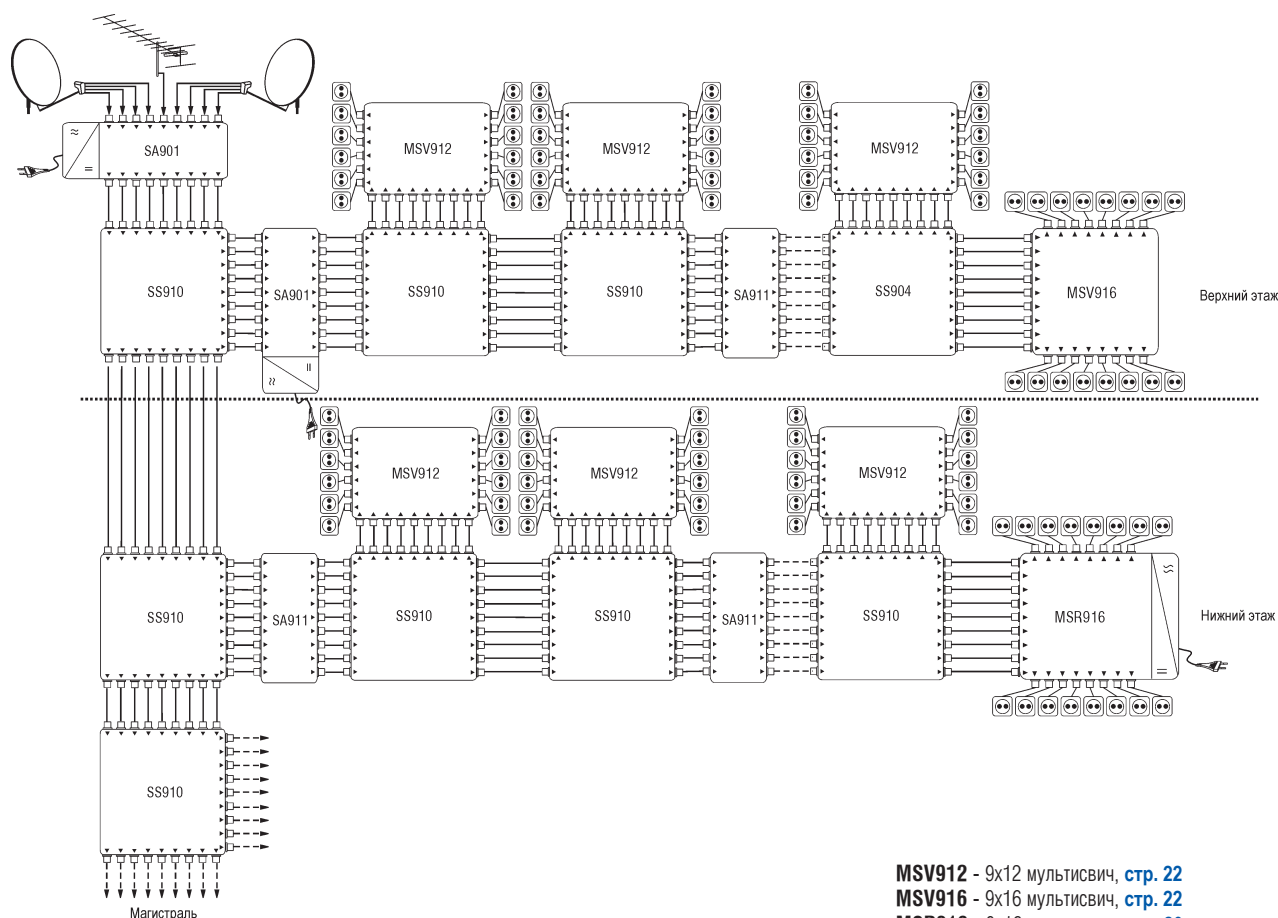 SA901
MSV912
MSV912
MSV912
SS910
SA901
SS910
SS910
SA911
SS904
MSV916
Верхний этаж
MSV912
MSV912
MSV912
SS910
SA911
SS910
SS910
SA911
SS910
MSR916
Нижний этаж
SS910
Магистраль
MSV912 - 9x12 мультисвич, стр. 22
MSV916 - 9x16 мультисвич, стр. 22